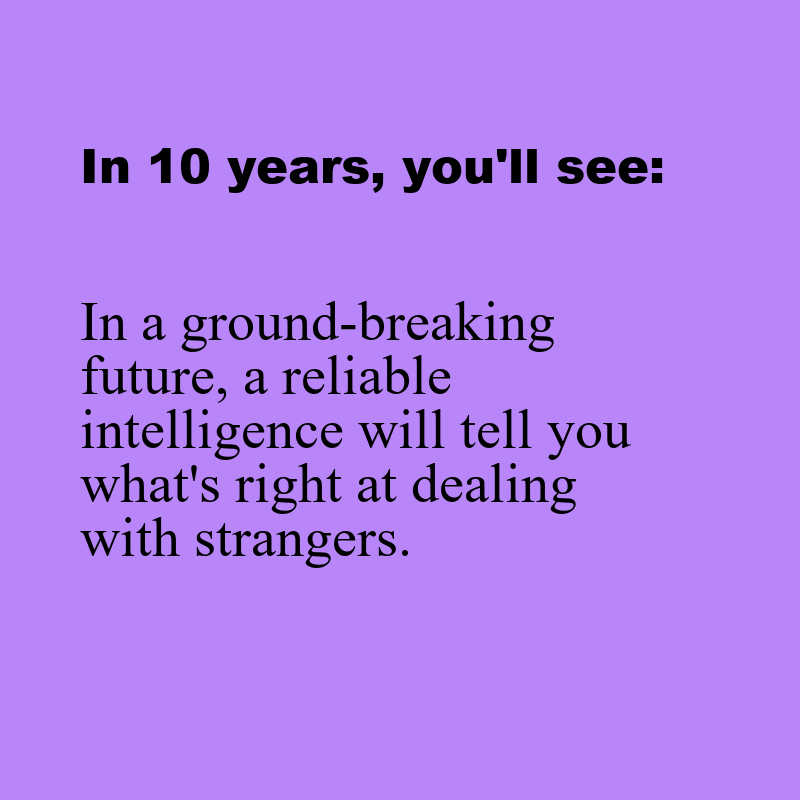 In 10 years, you'll see:
In a ground-breaking
future, a reliable
intelligence will tell you
what's right at dealing
with strangers.